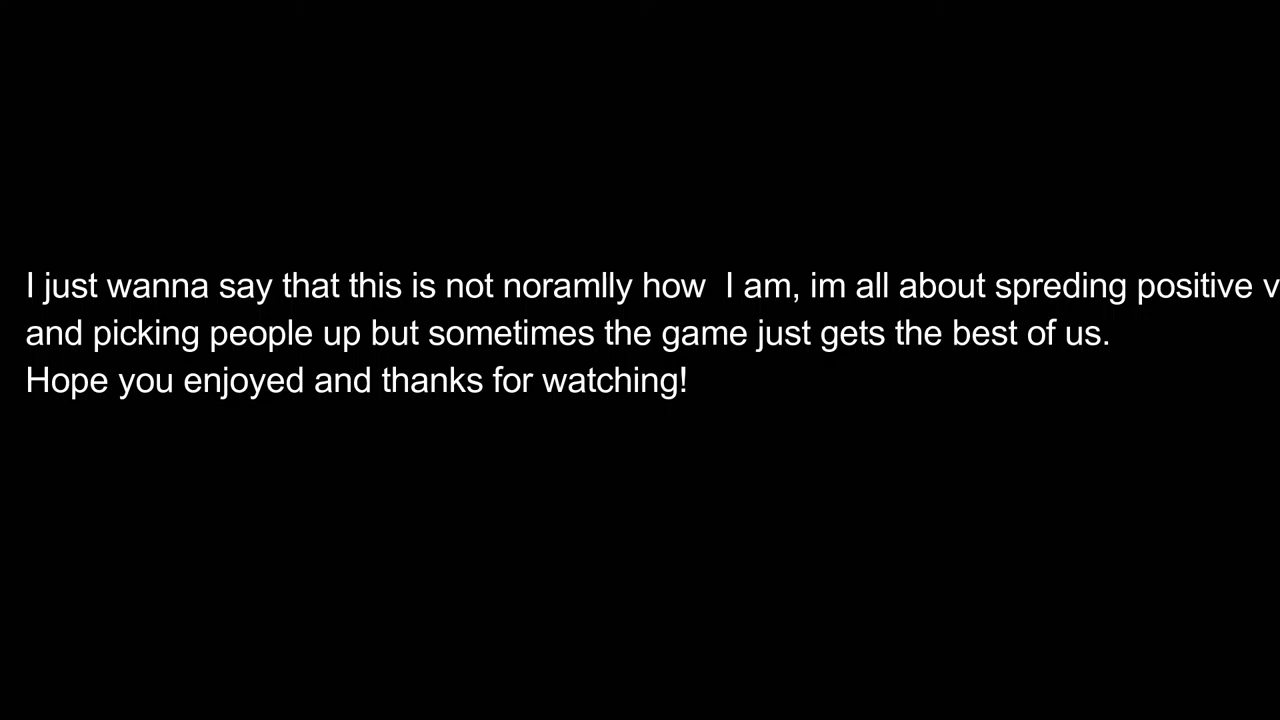 I just wanna say that this is not noramlly how  I am, im all about spreding positive
and picking people up but sometimes the game just gets the best of us.
Hope you enjoyed and thanks for watching!